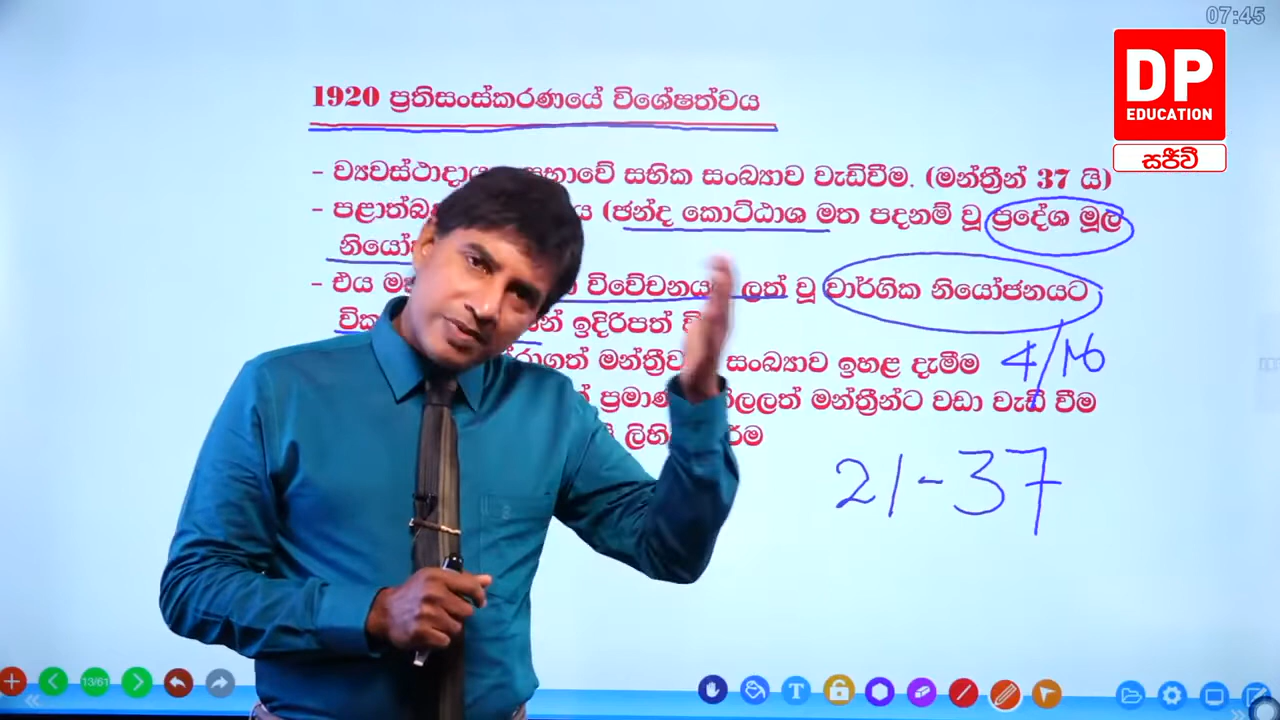 07:45
DP
EDUCATION
සජීවී
1920 ප්‍රතිසංස්කරණයේ විශේෂත්වය
- ව්‍යවස්ථාදාය සභාවේ සභික සංඛ්‍යාව වැඩිවීම. (මන්ත්‍රීන් 37 යි)
- පළාත්බ ය (ඡන්ද කොට්ඨාශ මත පදනම් වූ ප්‍රදේශ මූල
නියෝ
- එය ම විවේචනයට ලත් වූ වාර්ගික නියෝජනයට
වික න් ඉදිරිපත් වී
රාගත් මන්ත්‍රීව සංඛ්‍යාව ඉහළ දැමීම 4/16
ප්‍රමාණ නිලලත් මන්ත්‍රීන්ට වඩා වැඩි වීම
ලිහි ර්ම
21-37
13/61